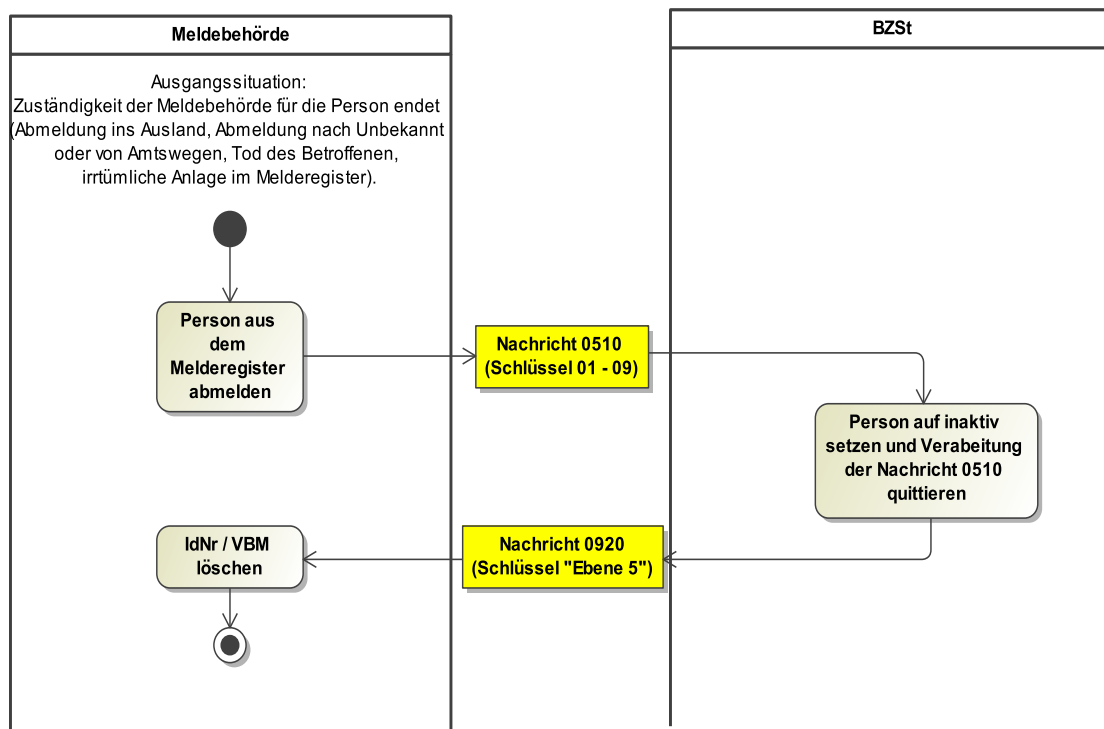 Meldebehörde
BZSt
Ausgangssituation:
Zuständigkeit der Meldebehörde für die Person endet
(Abmeldung ins Ausland, Abmeldung nach Unbekannt
oder von Amtswegen, Tod des Betroffenen,
irrtümliche Anlage im Melderegister).
Person aus
dem
Melderegister
abmelden
Nachricht 0510
(Schlüssel 01 - 09)
Person auf inaktiv
setzen und Verabeitung
der Nachricht 0510
quittieren
Nachricht 0920
(Schlüssel "Ebene 5")
IdNr / VBM
löschen